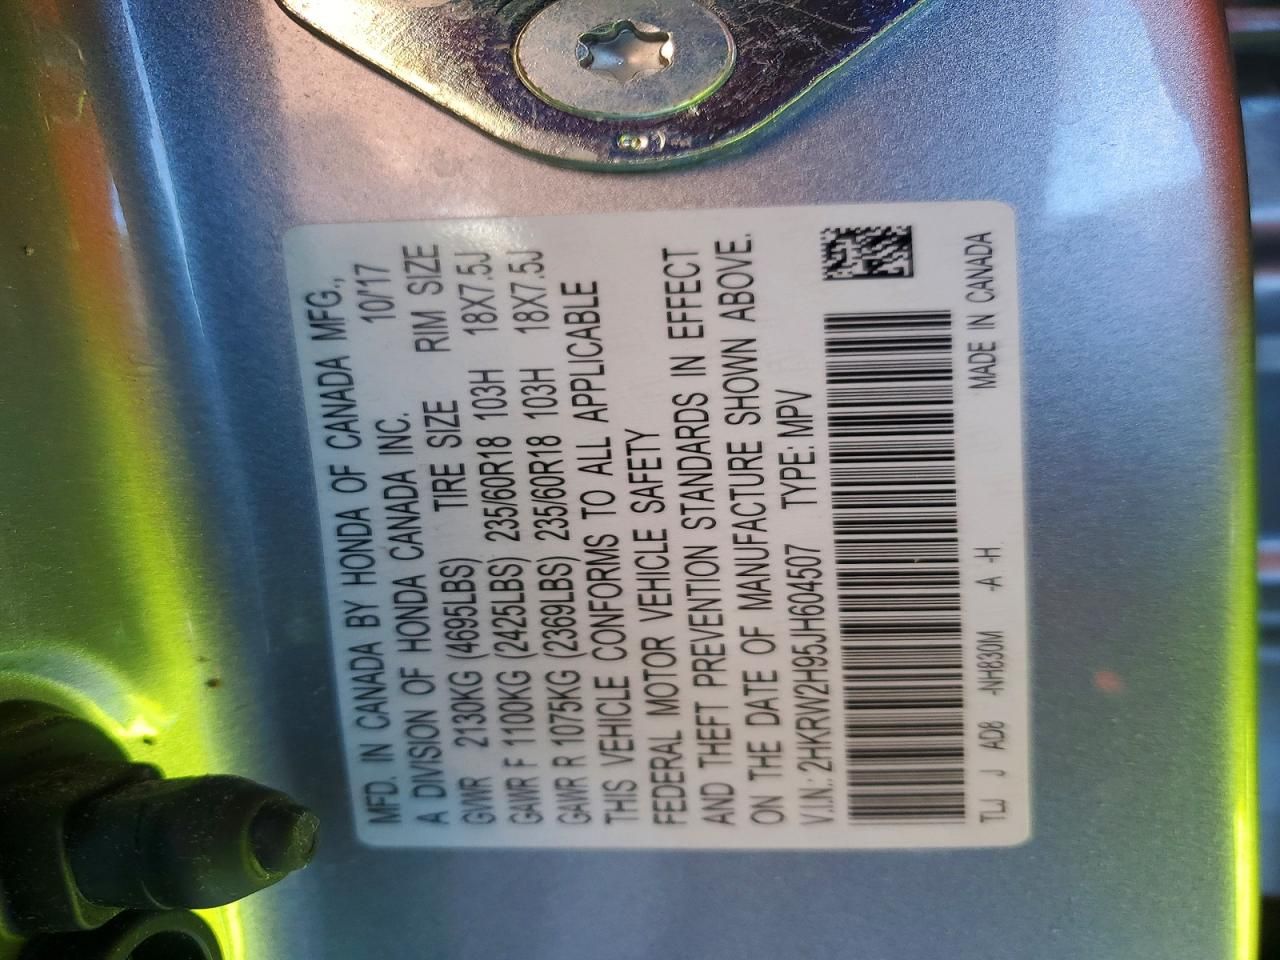 MFD. IN CANADA BY HONDA OF CANADA MFG.,
A DIVISION OF HONDA CANADA INC. 10/17
GVWR 2130KG (4695LBS) TIRE SIZE RIM SIZE
GAWR F 1100KG (2425LBS) 235/60R18 103H 18X7.5J
GAWR R 1075KG (2369LBS) 235/60R18 103H 18X7.5J
THIS VEHICLE CONFORMS TO ALL APPLICABLE
FEDERAL MOTOR VEHICLE SAFETY
AND THEFT PREVENTION STANDARDS IN EFFECT
ON THE DATE OF MANUFACTURE SHOWN ABOVE.
V.I.N.: 2HKRW2H95JH604507 TYPE: MPV
TLJ J AD8 -NH830M -A -H MADE IN CANADA